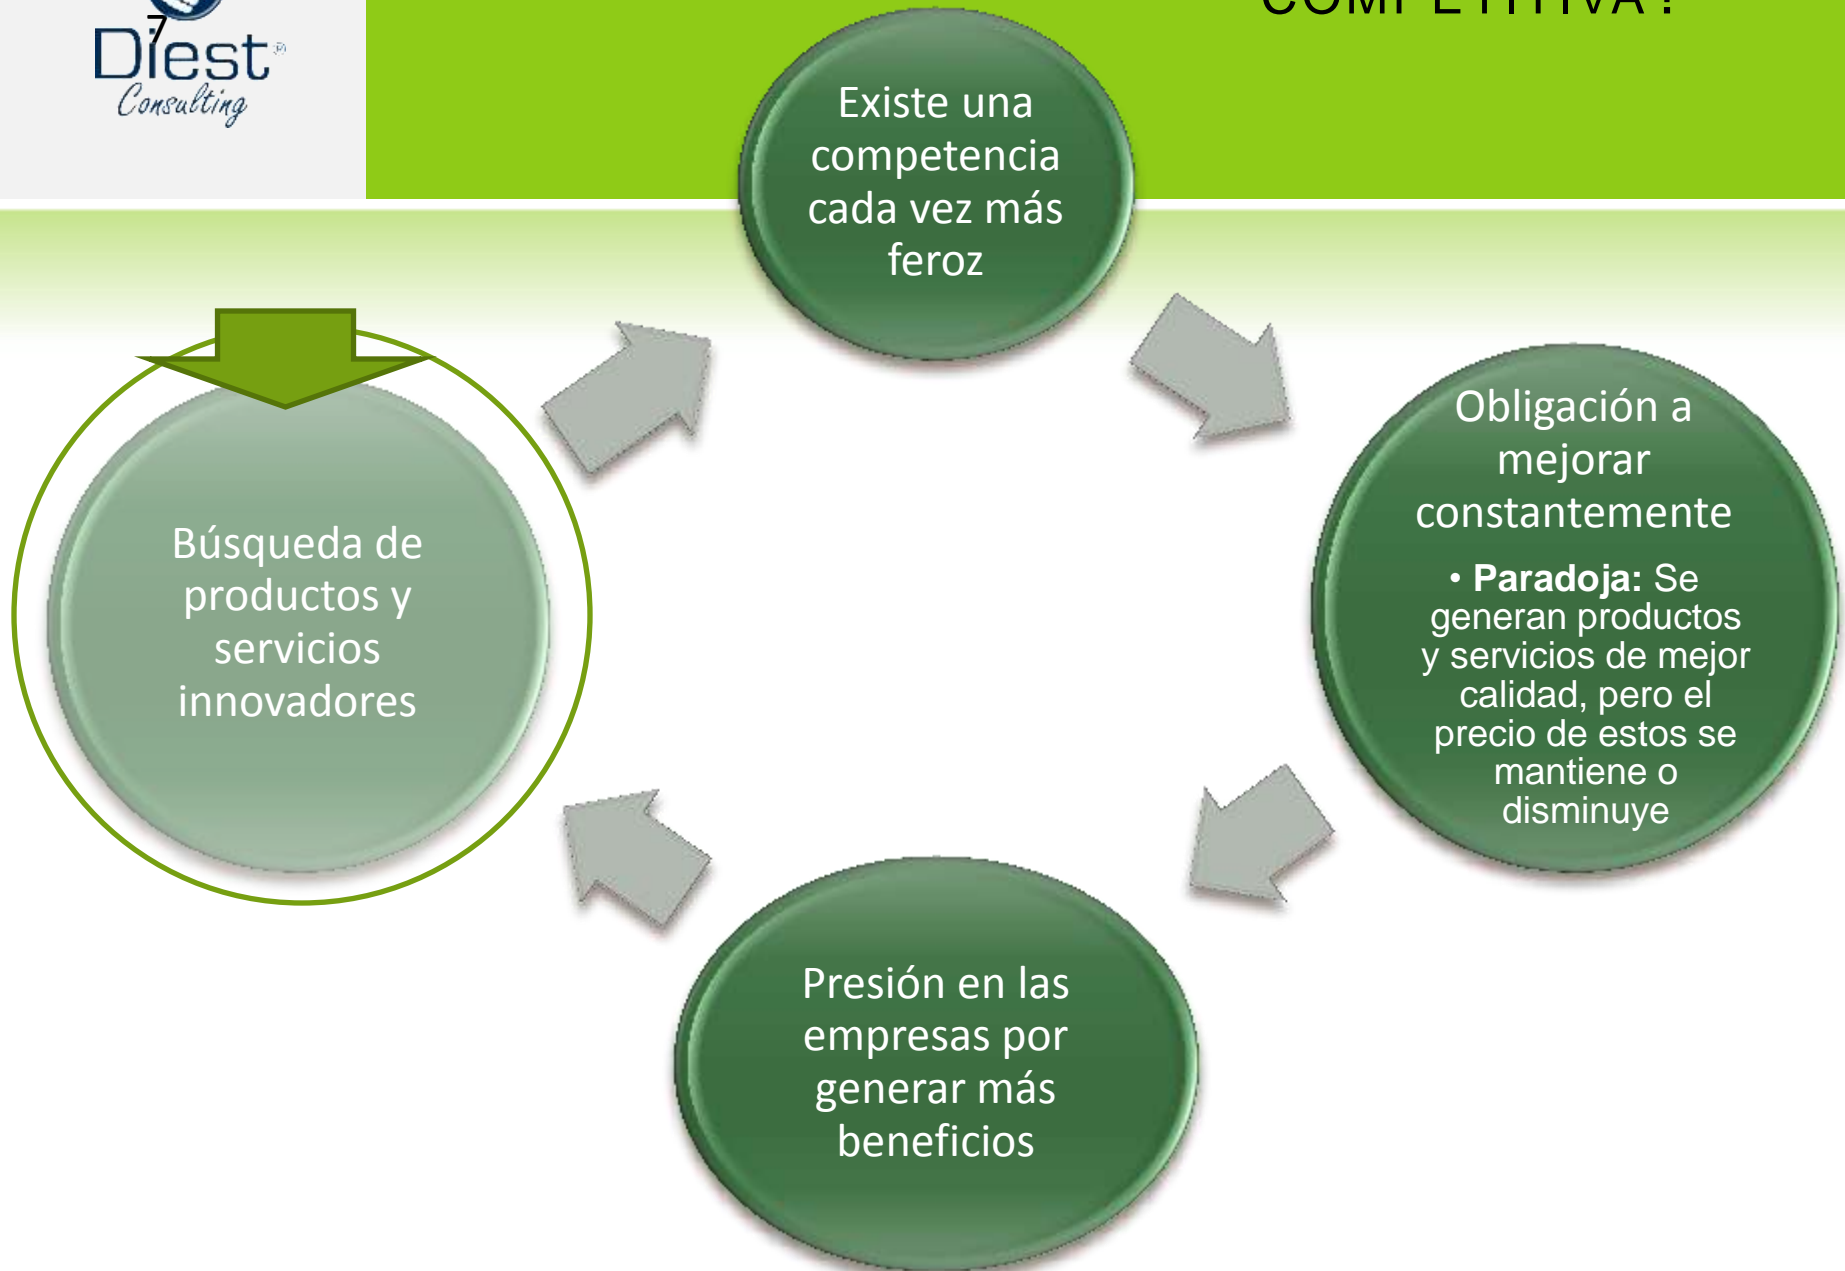 COMPETITIVA?
7
Diest®
Consulting
Existe una
competencia
cada vez más
feroz
Obligación a
mejorar
constantemente
• Paradoja: Se
generan productos
y servicios de mejor
calidad, pero el
precio de estos se
mantiene o
disminuye
Presión en las
empresas por
generar más
beneficios
Búsqueda de
productos y
servicios
innovadores